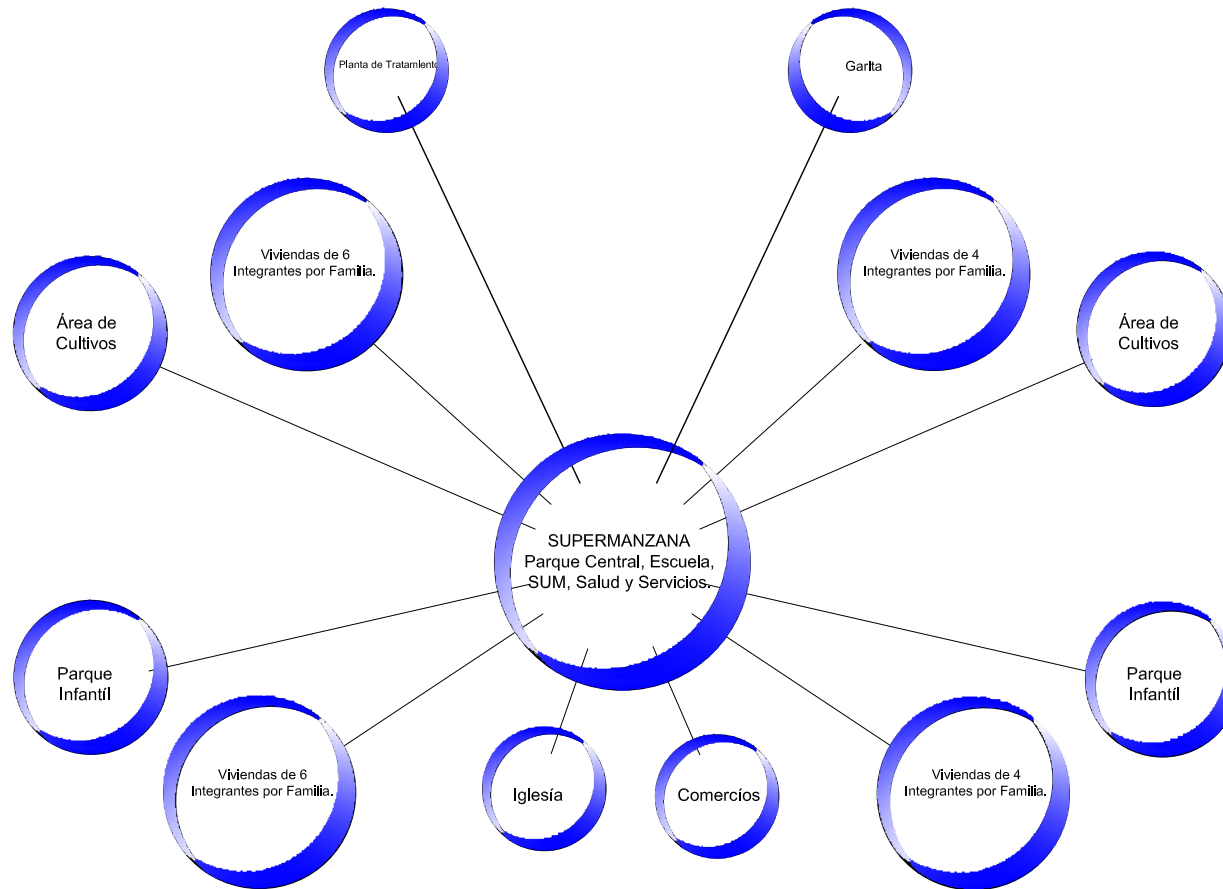 Planta de Tratamiento
Garita
Viviendas de 6
Integrantes por Familia.
Viviendas de 4
Integrantes por Familia.
Área de
Cultivos
Área de
Cultivos
SUPERMANZANA
Parque Central, Escuela,
SUM, Salud y Servicios.
Parque
Infantíl
Parque
Infantíl
Viviendas de 6
Integrantes por Familia.
Iglesía
Comercíos
Viviendas de 4
Integrantes por Familia.